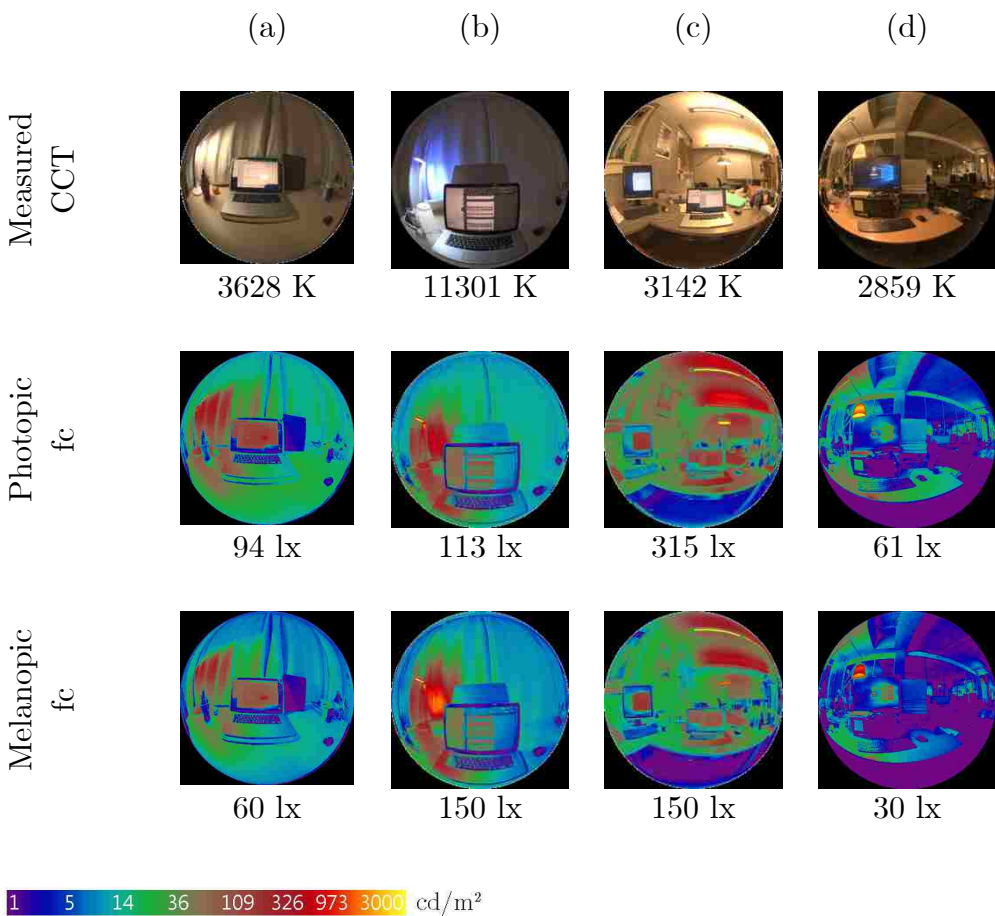 (a) (b) (c) (d)
Measured
CCT
3628 K 11301 K 3142 K 2859 K
Photopic
fc
94 lx 113 lx 315 lx 61 lx
Melanopic
fc
60 lx 150 lx 150 lx 30 lx
1 5 14 36 109 326 973 3000 cd/m²